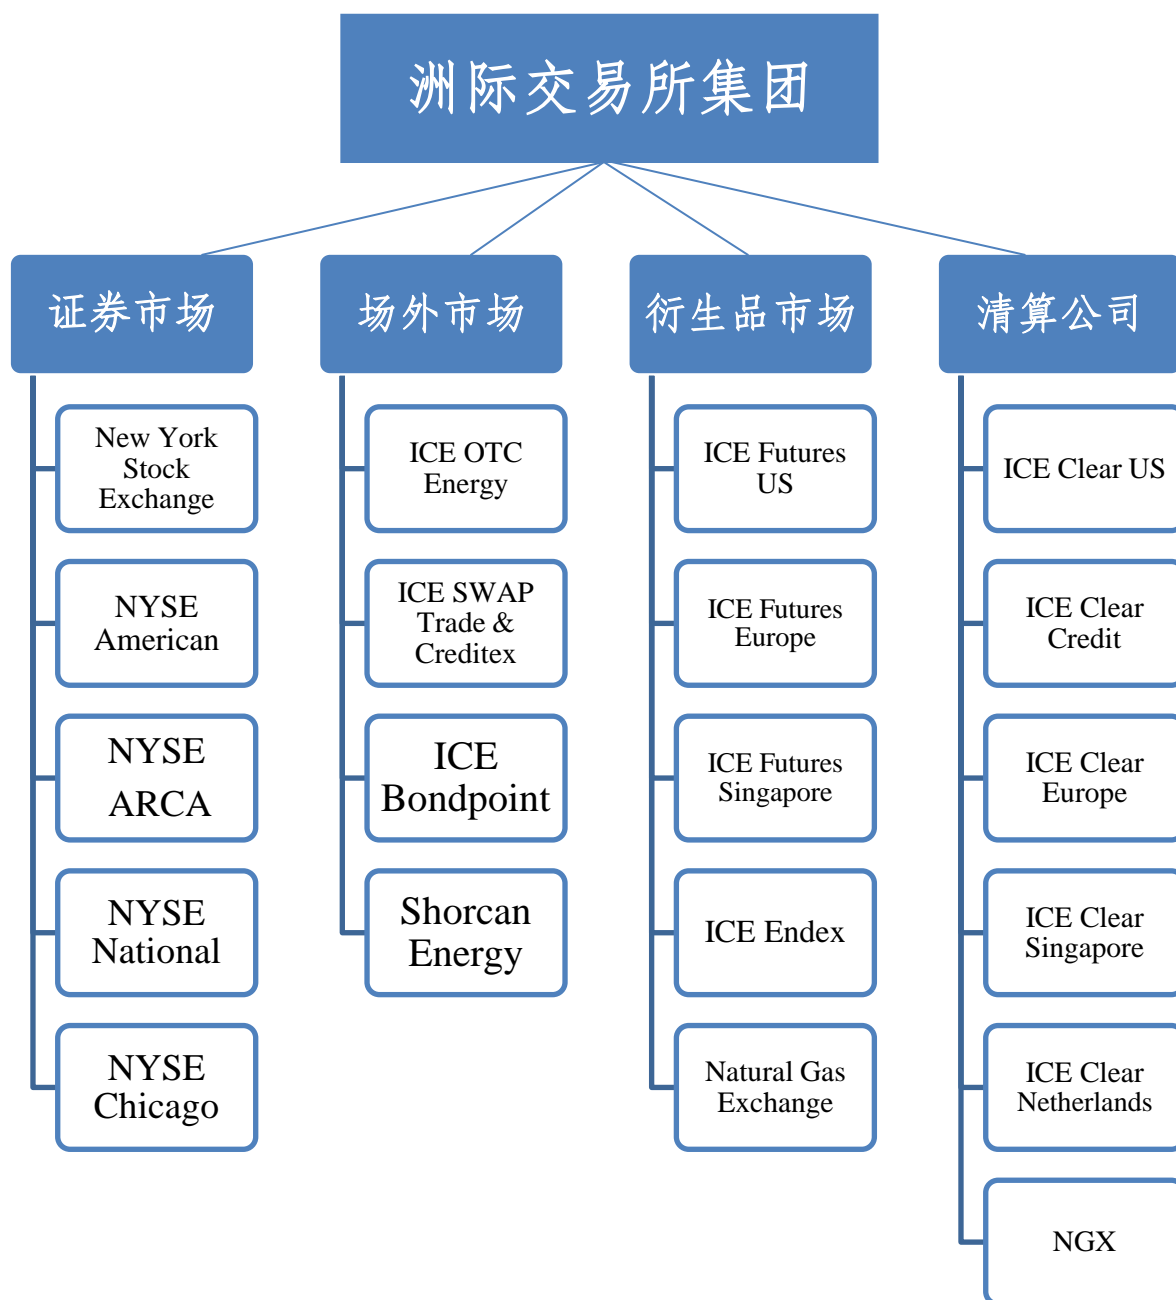 洲际交易所集团
证券市场
New York
Stock
Exchange
NYSE
American
NYSE
ARCA
NYSE
National
NYSE
Chicago
场外市场
ICE OTC
Energy
ICE SWAP
Trade &
Creditex
ICE
Bondpoint
Shorcan
Energy
衍生品市场
ICE Futures
US
ICE Futures
Europe
ICE Futures
Singapore
ICE Endex
Natural Gas
Exchange
清算公司
ICE Clear US
ICE Clear
Credit
ICE Clear
Europe
ICE Clear
Singapore
ICE Clear
Netherlands
NGX